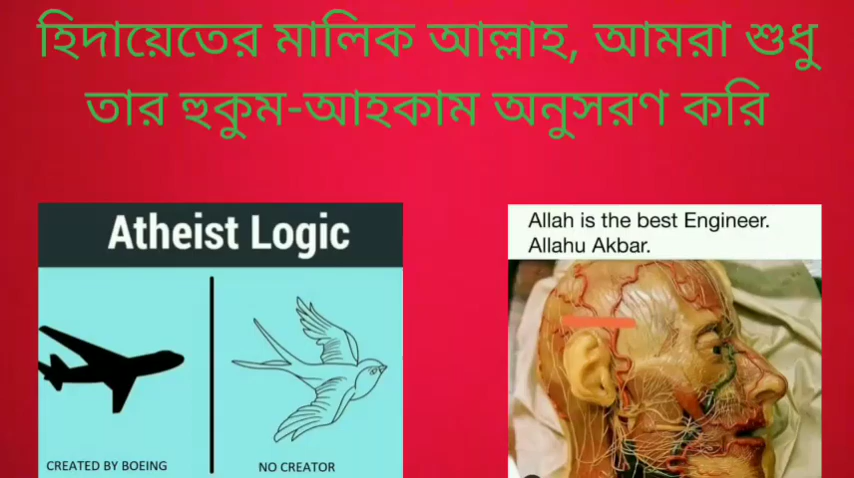 হিদায়েতের মালিক আল্লাহ, আমরা শুধু
তার হুকুম-আহকাম অনুসরণ করি
Atheist Logic
CREATED BY BOEING
NO CREATOR
Allah is the best Engineer.
Allahu Akbar.